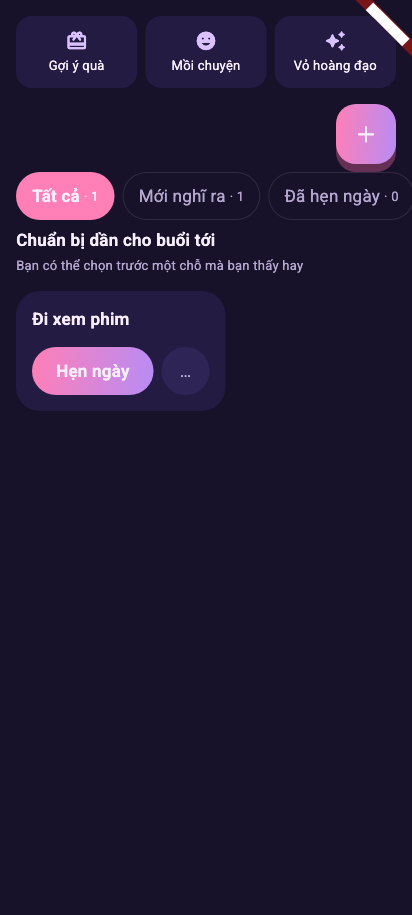 Gợi ý quà
Mồi chuyện
Vỏ hoàng đạo
Tất cả · 1
Mới nghĩ ra · 1
Đã hẹn ngày · 0
Chuẩn bị dần cho buổi tới
Bạn có thể chọn trước một chỗ mà bạn thấy hay
Đi xem phim
Hẹn ngày
...